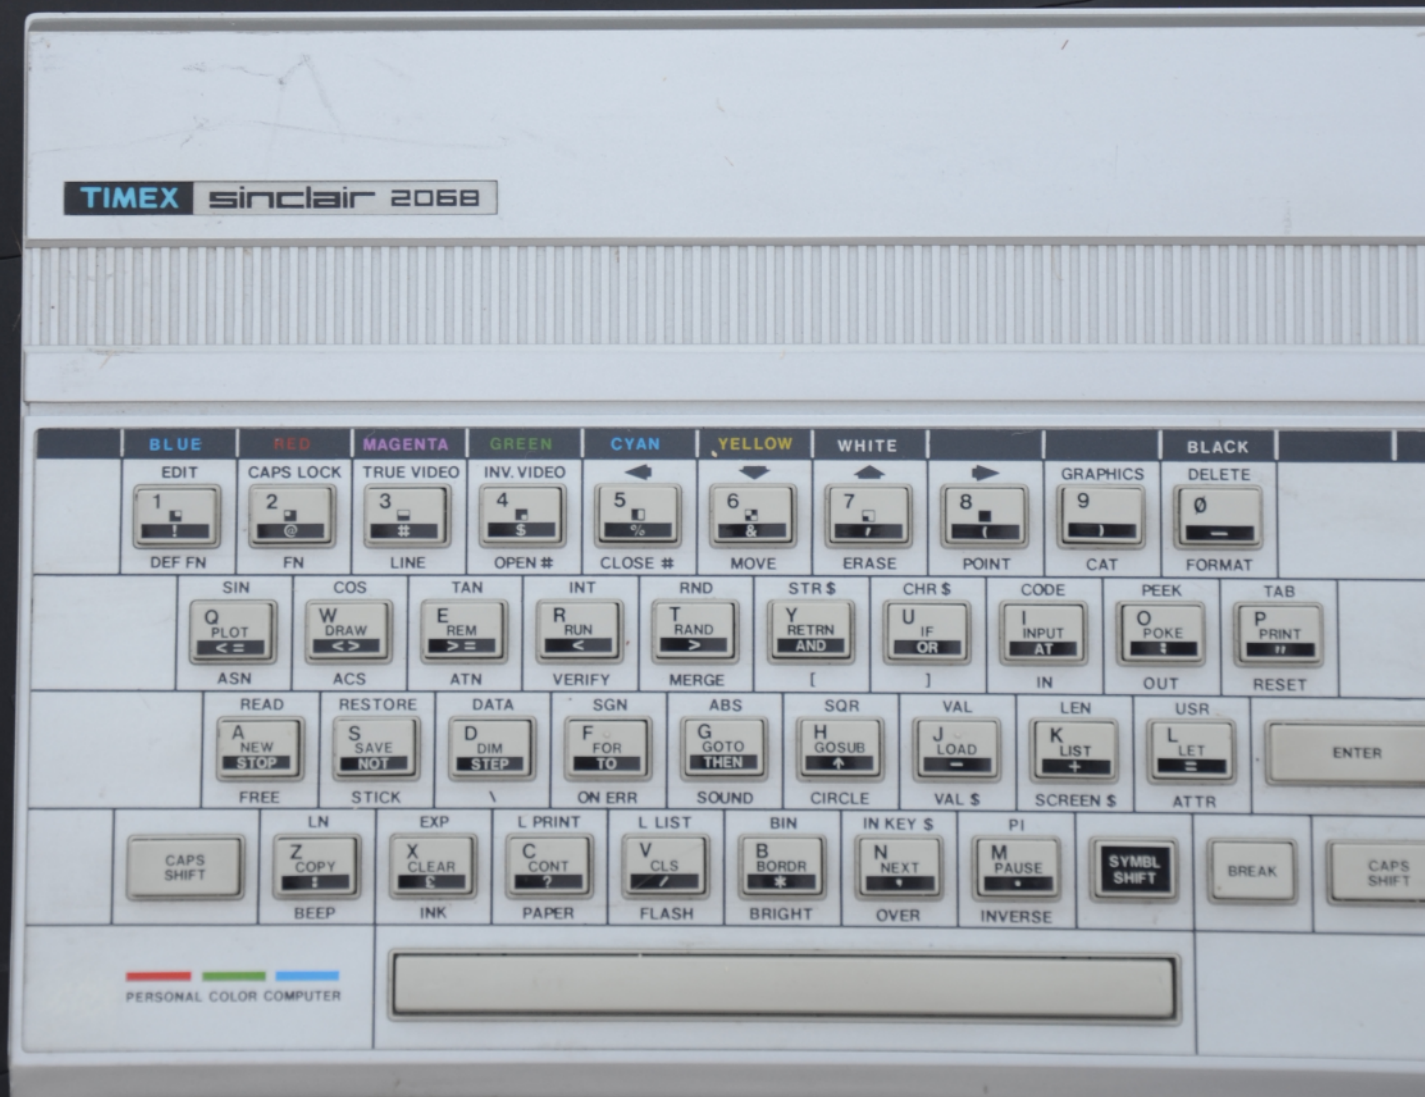 TIMEX sinclair 2068
BLUE RED MAGENTA GREEN CYAN YELLOW WHITE BLACK
EDIT CAPS LOCK TRUE VIDEO INV. VIDEO GRAPHICS DELETE
1 2 3 4 5 6 7 8 9 Ø
! @ # $ % & ' ( ) _
DEF FN FN LINE OPEN # CLOSE # MOVE ERASE POINT CAT FORMAT
SIN COS TAN INT RND STR $ CHR $ CODE PEEK TAB
Q W E R T Y U I O P
PLOT DRAW REM RUN RAND RETRN IF INPUT POKE PRINT
<= <> >= < > AND OR AT ; "
ASN ACS ATN VERIFY MERGE [ ] IN OUT RESET
READ RESTORE DATA SGN ABS SQR VAL LEN USR
A S D F G H J K L
NEW SAVE DIM FOR GOTO GOSUB LOAD LIST LET ENTER
STOP NOT STEP TO THEN ↑ − + =
FREE STICK \ ON ERR SOUND CIRCLE VAL $ SCREEN $ ATTR
LN EXP L PRINT L LIST BIN IN KEY $ PI
Z X C V B N M
CAPS SHIFT COPY CLEAR CONT CLS BORDR NEXT PAUSE SYMBL SHIFT BREAK CAPS SHIFT
: £ ? / * , .
BEEP INK PAPER FLASH BRIGHT OVER INVERSE
PERSONAL COLOR COMPUTER